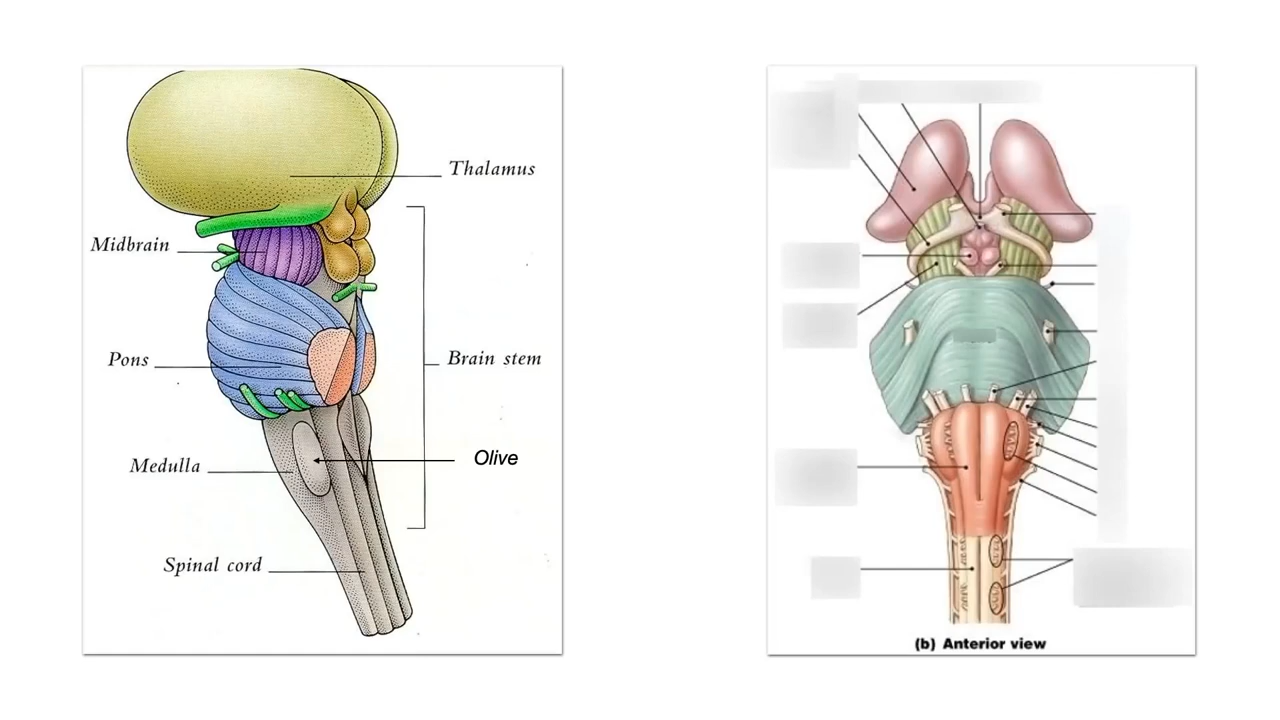 Thalamus
Midbrain
Pons
Brain stem
Medulla
Olive
Spinal cord
(b) Anterior view